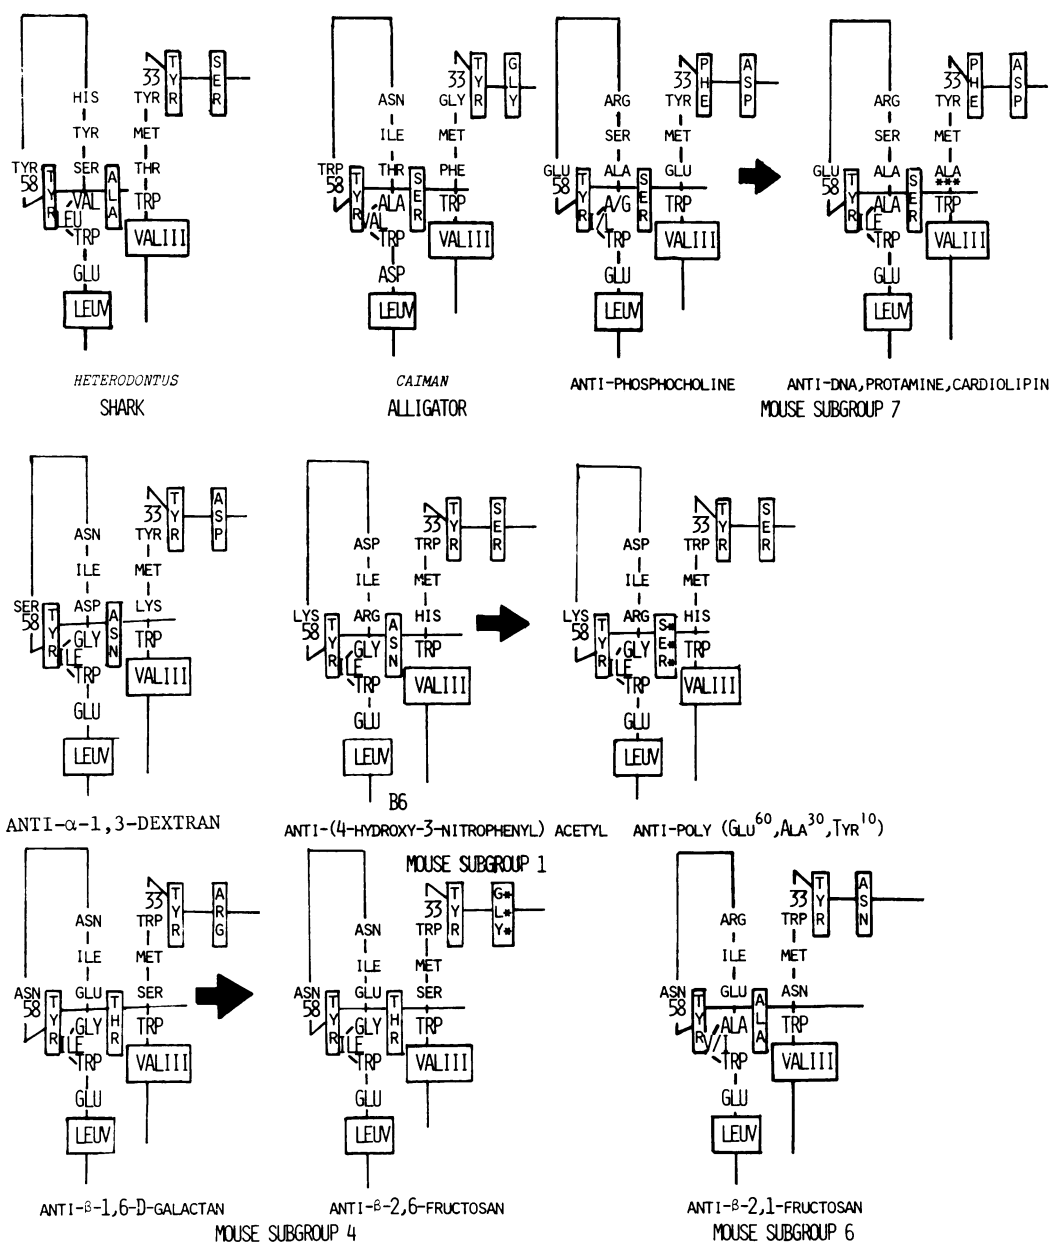 HIS
TYR
SER
VAL
LEU
TRP
GLU
LEUV
TYR
58
TYR
ALA
33
TYR
MET
THR
TRP
VALIII
TYR
SER
HETERODONTUS
SHARK
ASN
ILE
THR
ALA
VAL
TRP
ASP
LEUV
TRP
58
TYR
SER
33
GLY
MET
PHE
TRP
VALIII
TYR
GLY
CAIMAN
ALLIGATOR
ARG
SER
ALA
A/G
I/L
TRP
GLU
LEUV
GLU
58
TYR
SER
33
TYR
MET
GLU
TRP
VALIII
PHE
ASP
ANTI-PHOSPHOCHOLINE
ARG
SER
ALA
ALA
ILE
TRP
GLU
LEUV
GLU
58
TYR
SER
33
TYR
MET
ALA
***
TRP
VALIII
PHE
ASP
ANTI-DNA,PROTAMINE,CARDIOLIPIN
MOUSE SUBGROUP 7
ASN
ILE
ASP
GLY
ILE
TRP
GLU
LEUV
SER
58
TYR
ASN
33
TYR
MET
LYS
TRP
VALIII
TYR
ASP
ANTI-α-1,3-DEXTRAN
ASP
ILE
ARG
GLY
ILE
TRP
GLU
LEUV
LYS
58
TYR
ASN
33
TRP
MET
HIS
TRP
VALIII
TYR
SER
B6
ANTI-(4-HYDROXY-3-NITROPHENYL) ACETYL
ASP
ILE
ARG
GLY
ILE
TRP
GLU
LEUV
LYS
58
TYR
S*E*R*
33
TRP
MET
HIS
TRP
VALIII
TYR
SER
ANTI-POLY (GLU60,ALA30,TYR10)
MOUSE SUBGROUP 1
ASN
ILE
GLU
GLY
ILE
TRP
GLU
LEUV
ASN
58
TYR
THR
33
TRP
MET
SER
TRP
VALIII
TYR
ARG
ANTI-β-1,6-D-GALACTAN
ASN
ILE
GLU
GLY
ILE
TRP
GLU
LEUV
ASN
58
TYR
THR
33
TRP
MET
SER
TRP
VALIII
TYR
G*L*Y*
ANTI-β-2,6-FRUCTOSAN
MOUSE SUBGROUP 4
ARG
ILE
GLU
ALA
V/I
TRP
GLU
LEUV
ASN
58
TYR
ALA
33
TRP
MET
ASN
TRP
VALIII
TYR
ASN
ANTI-β-2,1-FRUCTOSAN
MOUSE SUBGROUP 6